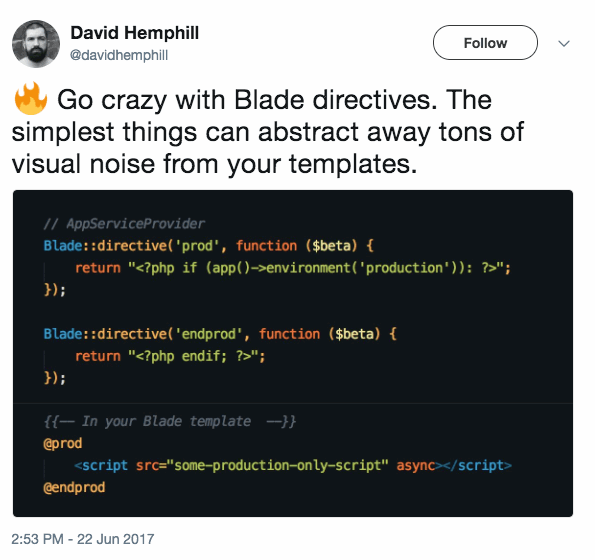 David Hemphill
@davidhemphill
Follow
🔥 Go crazy with Blade directives. The
simplest things can abstract away tons of
visual noise from your templates.
// AppServiceProvider
Blade::directive('prod', function ($beta) {
    return "<?php if (app()->environment('production')): ?>";
});

Blade::directive('endprod', function ($beta) {
    return "<?php endif; ?>";
});
{{-- In your Blade template --}}
@prod
    <script src="some-production-only-script" async></script>
@endprod
2:53 PM - 22 Jun 2017